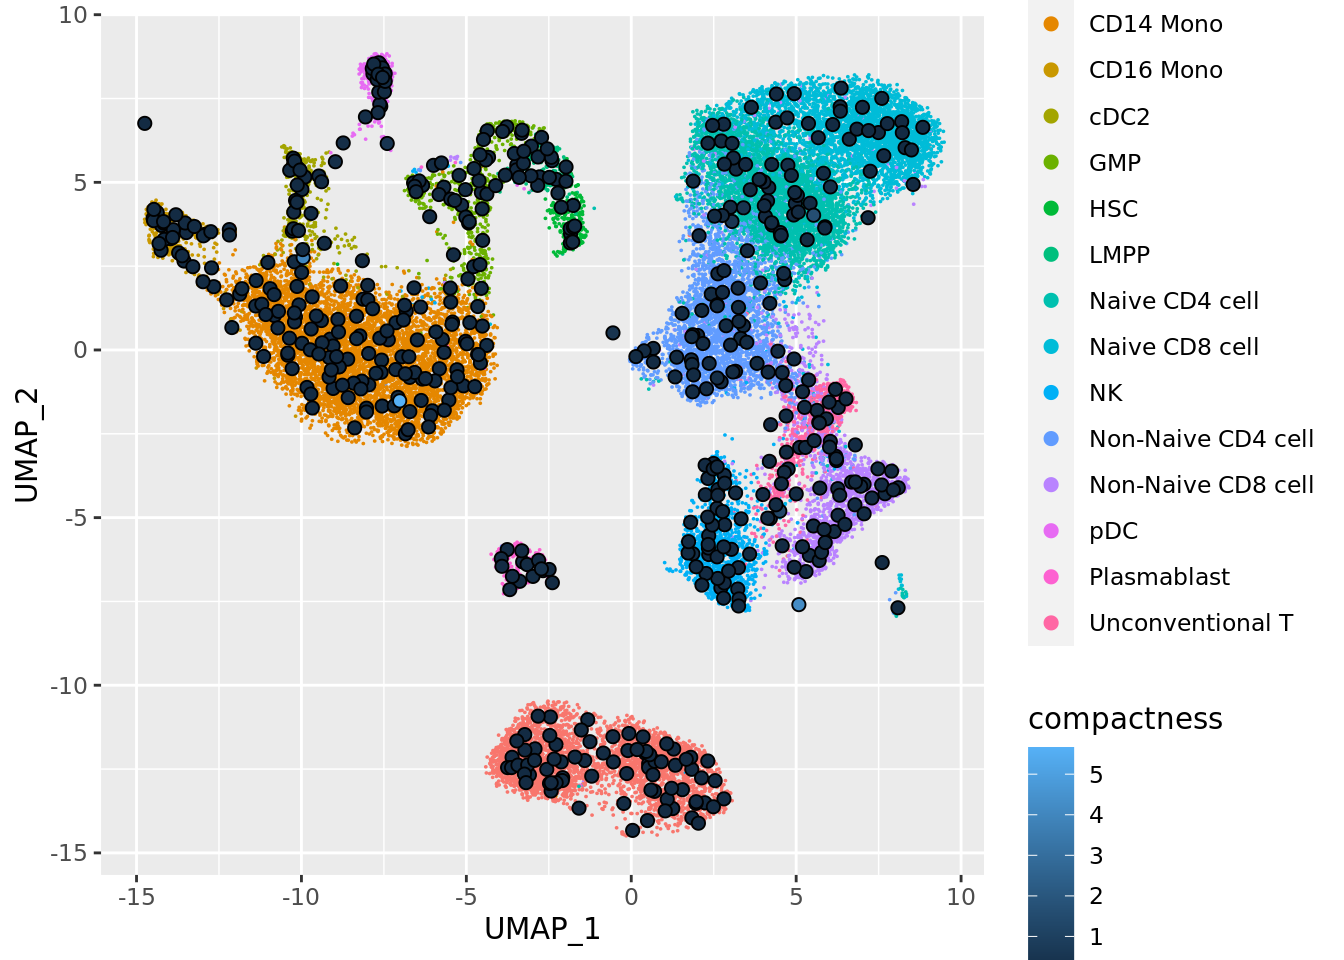 10
5
0
-5
-10
-15
UMAP_2
-15 -10 -5 0 5 10
UMAP_1
CD14 Mono
CD16 Mono
cDC2
GMP
HSC
LMPP
Naive CD4 cell
Naive CD8 cell
NK
Non-Naive CD4 cell
Non-Naive CD8 cell
pDC
Plasmablast
Unconventional T
compactness
5
4
3
2
1